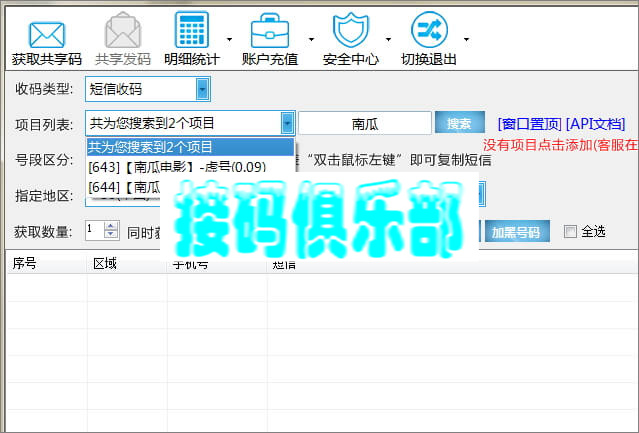 获取共享码 共享发码 明细统计 账户充值 安全中心 切换退出
收码类型: 短信收码
项目列表: 共为您搜索到2个项目 南瓜 搜索 [窗口置顶] [API文档]
没有项目点击添加(客服在
共为您搜索到2个项目
号段区分: “双击鼠标左键”即可复制短信
[643]【南瓜电影】-虚号(0.09)
指定地区: [644]【南瓜
接码俱乐部
获取数量: 1 同时 加黑号码 全选
序号 区域 手机号 短信